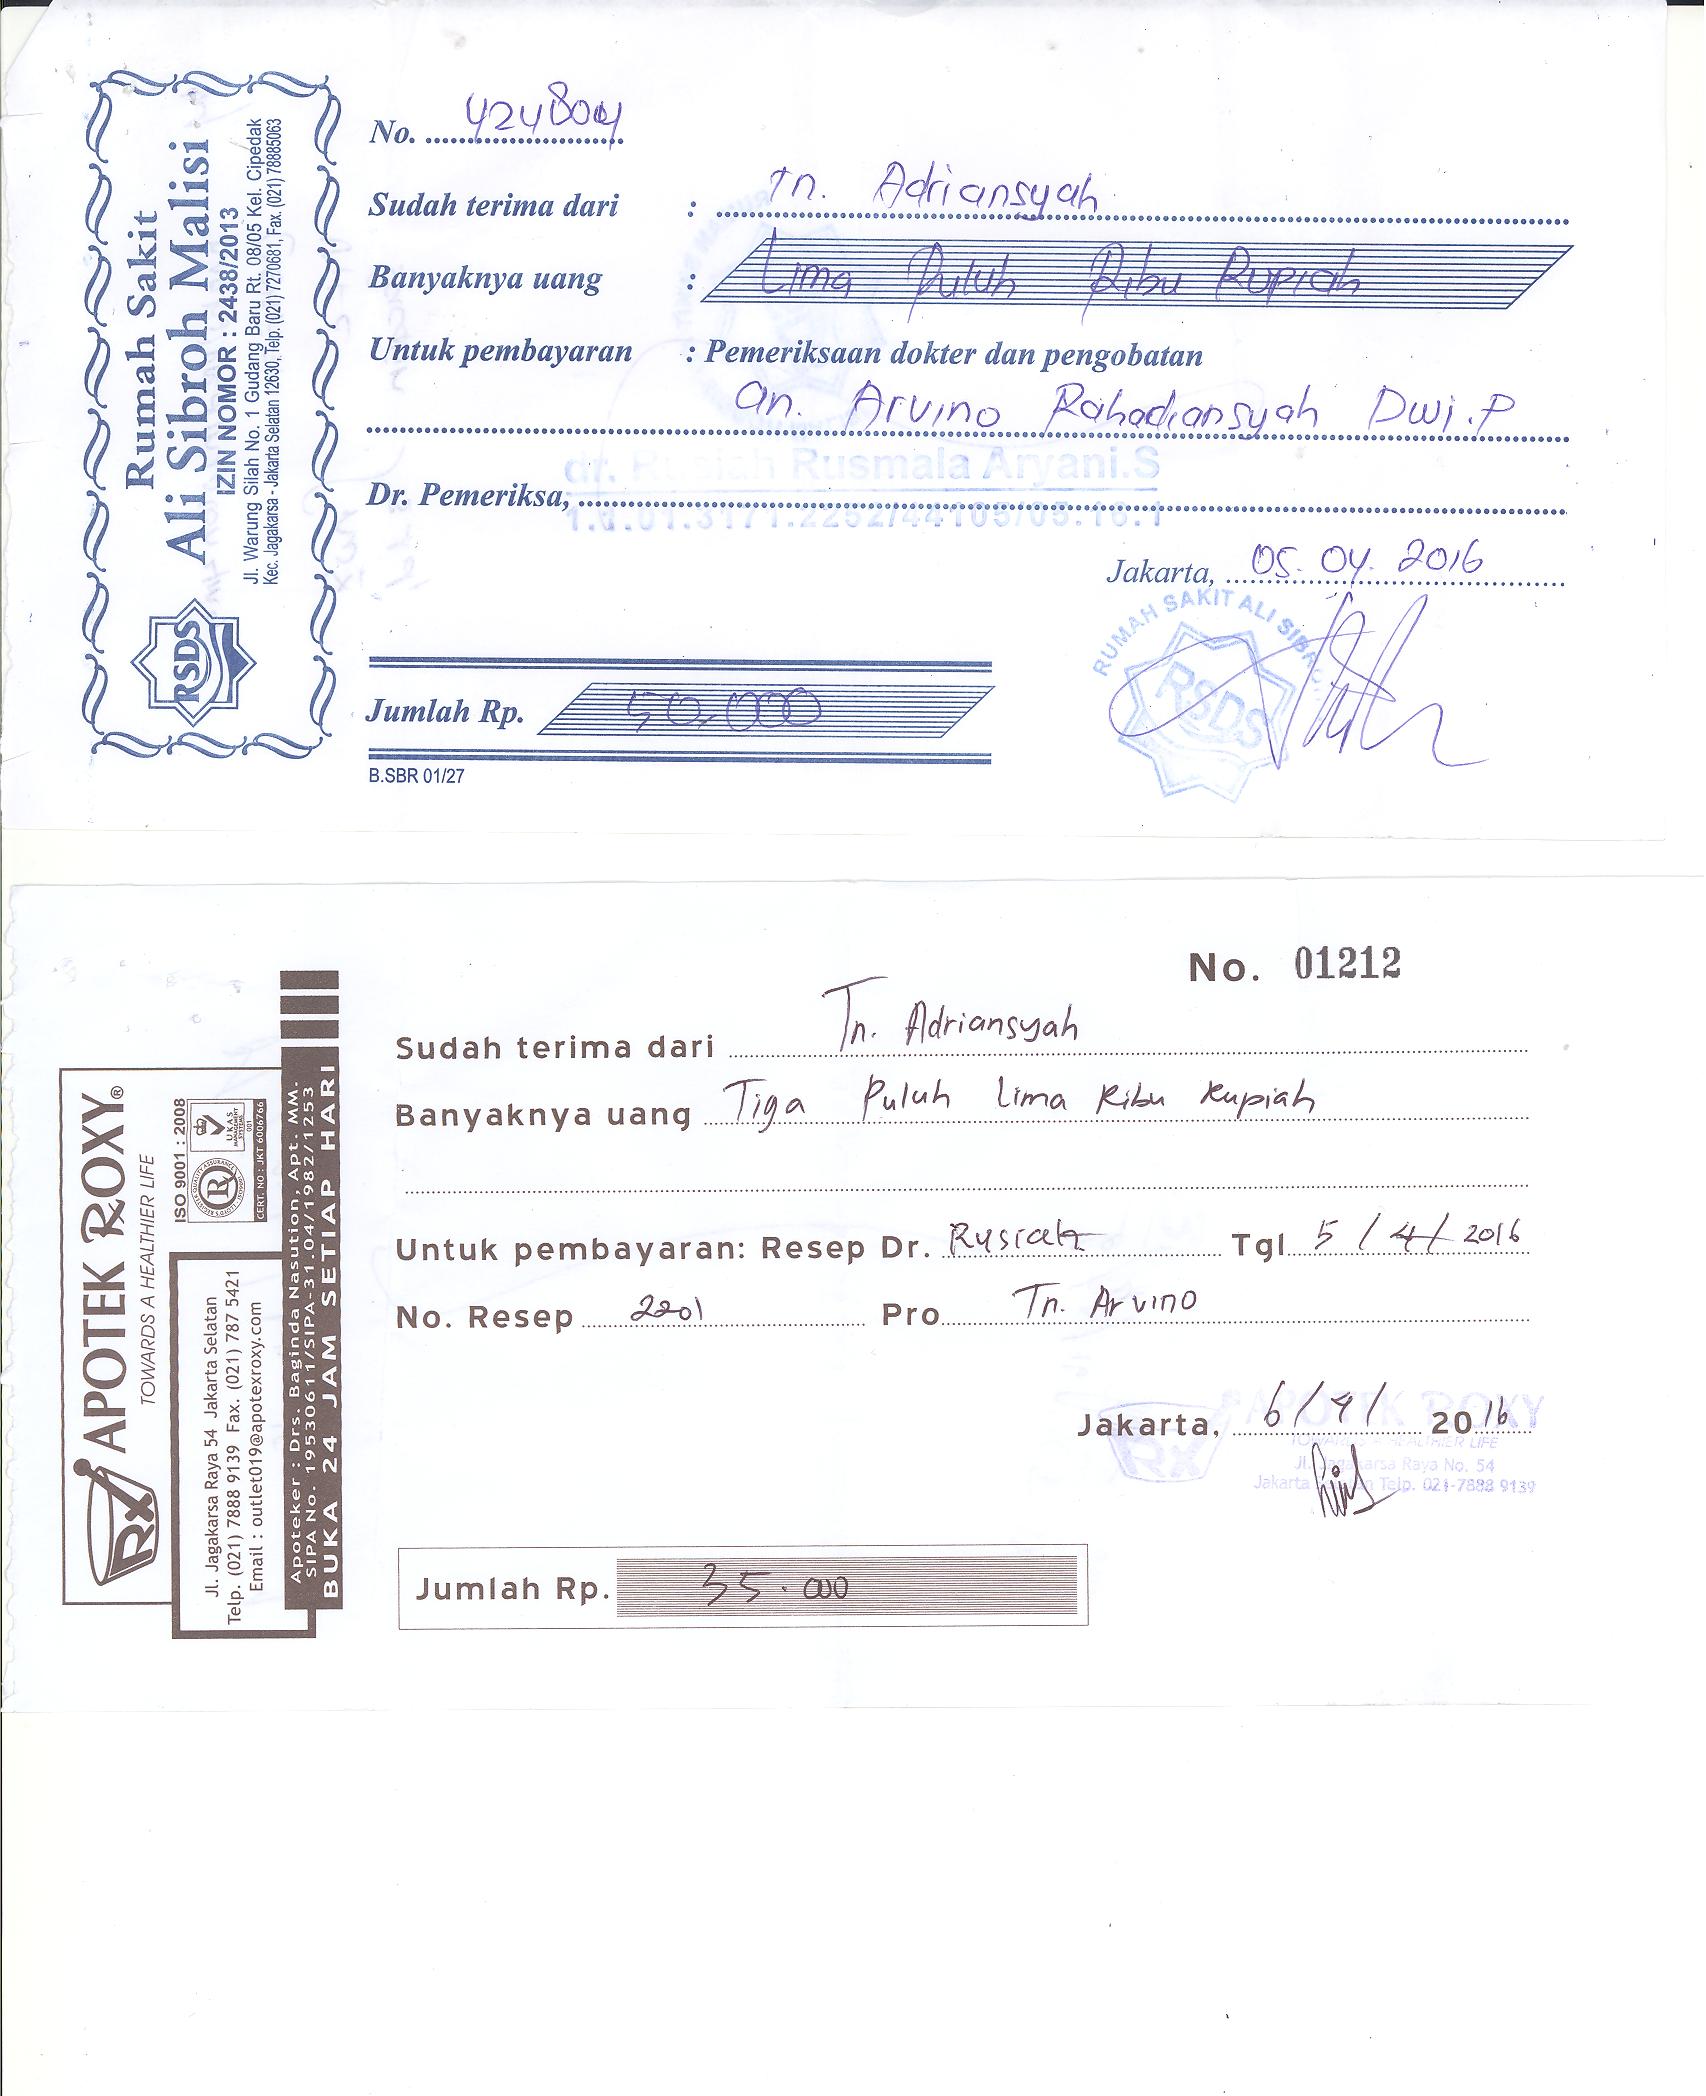 Rumah Sakit
Ali Sibroh Malisi
IZIN NOMOR : 2438/2013
Jl. Warung Silah No. 1 Gudang Baru Rt. 08/05 Kel. Cipedak
Kec. Jagakarsa - Jakarta Selatan 12630, Telp. (021) 7270681, Fax. (021) 78885063
RSDS
No.
Sudah terima dari : Tn. Adriansyah
Banyaknya uang : Lima Puluh Ribu Rupiah
Untuk pembayaran : Pemeriksaan dokter dan pengobatan
an. Arvino Rahadiansyah Dwi.P
Rusmala Aryani.S
Dr. Pemeriksa,
1.1.01.3171.2252/44105/05.16.1
Jakarta, 05.04.2016
RUMAH SAKIT ALI
RSDS
Jumlah Rp. 50.000
B.SBR 01/27
APOTEK ROXY®
TOWARDS A HEALTHIER LIFE
ISO 9001 : 2008
UKAS
MANAGEMENT
SYSTEMS
001
CERT. NO : JKT 6006766
Rx
Jl. Jagakarsa Raya 54 Jakarta Selatan
Telp. (021) 7888 9139 Fax. (021) 787 5421
Email : outlet019@apotexroxy.com
Apoteker : Drs. Baginda Nasution, Apt. MM.
SIPA No. 19530611/SIPA-31.04/1982/1253
BUKA 24 JAM SETIAP HARI
No. 01212
Sudah terima dari Tn. Adriansyah
Banyaknya uang Tiga Puluh Lima Ribu Rupiah
Untuk pembayaran: Resep Dr. Rusiah Tgl 5/4/2016
No. Resep 2201 Pro Tn. Arvino
Jakarta, 6/4/2016
Rx APOTEK ROXY
TOWARDS A HEALTHIER LIFE
Jl. Jagakarsa Raya No. 54
Jakarta Telp. 021-7888 9139
Jumlah Rp. 35.000